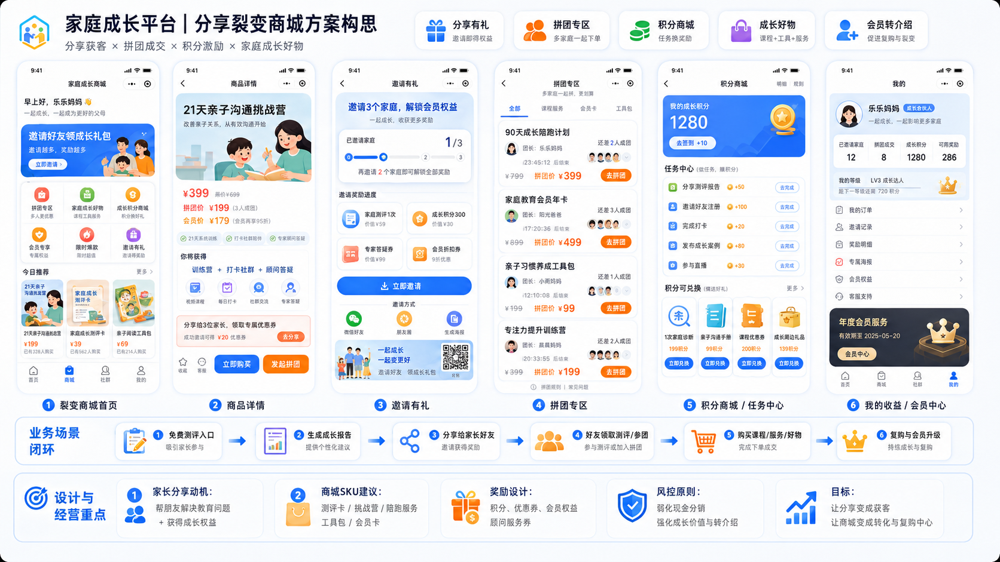 家庭成长平台 | 分享裂变商城方案构思
分享获客 × 拼团成交 × 积分激励 × 家庭成长好物
分享有礼
邀请即得权益
拼团专区
多家庭一起下单
积分商城
任务换奖励
成长好物
课程+工具+服务
会员转介绍
促进复购与裂变
9:41
家庭成长商城
早上好，乐乐妈妈
一起成长，一起成为更好的父母
邀请好友领成长礼包
邀请越多，奖励越多
立即邀请 ›
拼团专区
多人更优惠
家庭成长好物
课程工具服务
成长积分商城
积分换好礼
会员专享
专属权益
限时爆款
限时超值
邀请有礼
邀请得奖励
今日推荐
更多 ›
21天亲子
沟通挑战营
家庭成长
测评卡
21天亲子沟通挑战营
¥199
已有328人购买
家庭成长测评卡
¥39
已有562人购买
亲子阅读工具包
¥69
已有214人购买
首页
商城
社群
我的
1 裂变商城首页
9:41
商品详情
21天亲子沟通挑战营
改善亲子关系，从有效沟通开始
¥399 原价¥699
拼团价 ¥199 (3人成团)
会员价 ¥179 (会员再享95折)
21天系统训练
打卡社群陪伴
专家顾问答疑
你将获得
训练营 + 打卡社群 + 顾问答疑
视频课程
每日打卡
社群交流
专家答疑
分享给3位家长，领取专属优惠券
成功邀请可得 ¥20 优惠券
去分享
收藏
客服
立即购买
发起拼团
2 商品详情
9:41
邀请有礼
邀请3个家庭，解锁会员权益
一起成长，收获更多奖励
已邀请家庭
1/3
0
2
3
再邀请 2 个家庭即可解锁全部奖励
邀请奖励进度
家庭测评1次
价值¥59
成长积分300
价值¥30
专家答疑券
价值¥99
会员折扣券
9折优惠
立即邀请
邀请方式
微信好友
朋友圈
生成海报
一起成长
一起变更好
邀请好友 领成长礼包
3 邀请有礼
9:41
拼团专区
多家庭一起拼，更划算
全部
课程服务
会员卡
工具包
90天成长陪跑计划
团长：乐乐妈妈
还差2人成团
23:45:12 后结束
¥799 拼团价 ¥399
去拼团
家庭教育会员年卡
团长：阳光爸爸
还差3人成团
17:20:36 后结束
¥899 拼团价 ¥499
去拼团
亲子习惯养成工具包
团长：小雨妈妈
还差1人成团
12:10:08 后结束
¥199 拼团价 ¥99
去拼团
专注力提升训练营
团长：晨晨妈妈
还差2人成团
20:33:55 后结束
¥399 拼团价 ¥199
去拼团
拼团规则 | 常见问题
4 拼团专区
9:41
积分商城
明细
规则
我的成长积分
1280
去签到 +10
任务中心 (做任务，赚积分)
分享测评报告
+50
去完成
邀请好友注册
+100
去完成
完成打卡
+20
去完成
发布成长案例
+80
去完成
参与直播
+30
去完成
积分可兑换
更多 ›
1次家庭诊断
199积分
立即兑换
亲子沟通手册
99积分
立即兑换
课程优惠券
200积分
立即兑换
成长周边礼品
139积分
立即兑换
5 积分商城 / 任务中心
9:41
我的
乐乐妈妈 成长合伙人
一起成长，一起影响更多家庭
已邀请家庭
12
拼团成交
8
成长积分
1280
可用奖励
286
我的等级
LV3 成长达人
距下一等级还需 720 积分
我的订单
邀请记录
奖励明细
专属海报
会员权益
客服支持
年度会员服务
有效期至 2025-05-20
会员中心
首页
商城
社群
我的
6 我的收益 / 会员中心
业务场景
闭环
1 免费测评入口
吸引家长参与
2 生成成长报告
提供个性化建议
3 分享给家长好友
邀请获得奖励
4 好友领取测评/参团
参与测评或加入拼团
5 购买课程/服务/好物
完成下单成交
6 复购与会员升级
持续成长与复购
设计与
经营重点
1
家长分享动机：
帮朋友解决教育问题
+ 获得成长权益
2
商城SKU建议：
测评卡 / 挑战营 / 陪跑服务
工具包 / 会员卡
奖励设计：
积分、优惠券、会员权益
顾问服务券
风控原则：
弱化现金分销
强化成长价值与转介绍
目标：
让分享变成获客
让商城变成转化与复购中心